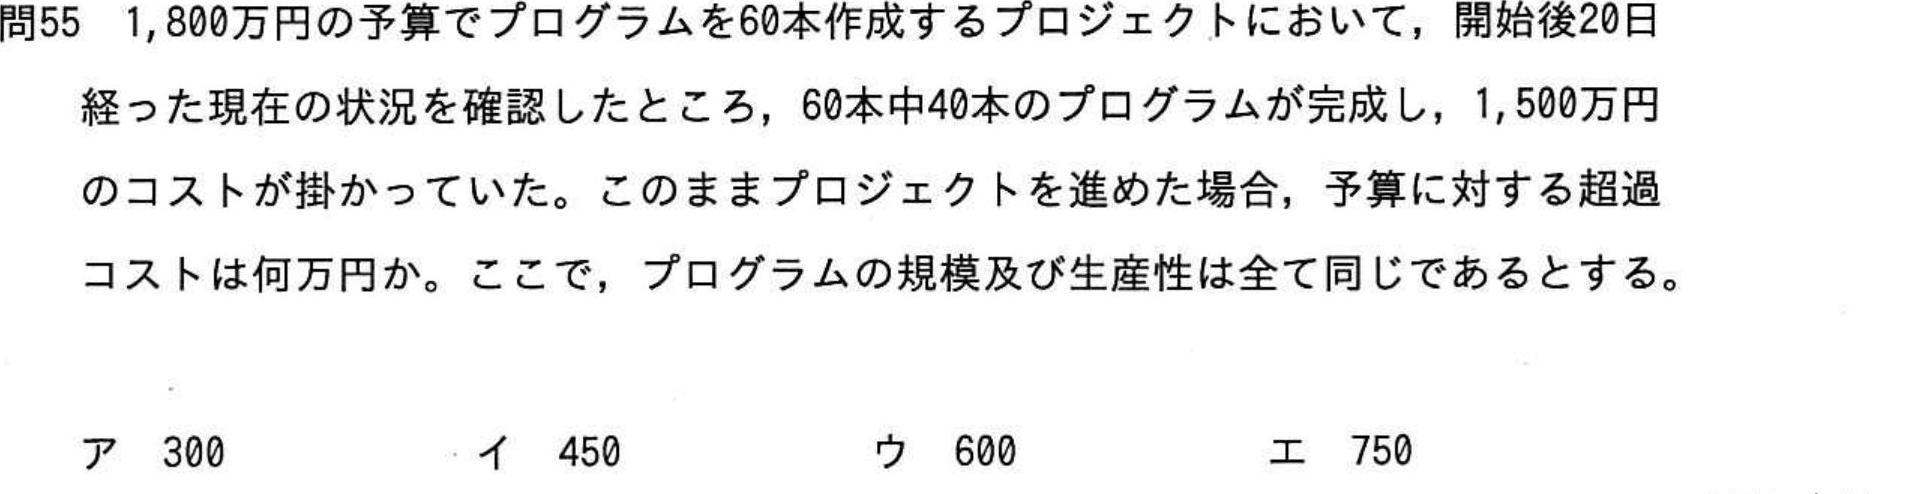 問55 1,800万円の予算でプログラムを60本作成するプロジェクトにおいて，開始後20日
経った現在の状況を確認したところ，60本中40本のプログラムが完成し，1,500万円
のコストが掛かっていた。このままプロジェクトを進めた場合，予算に対する超過
コストは何万円か。ここで，プログラムの規模及び生産性は全て同じであるとする。
ア 300 イ 450 ウ 600 エ 750